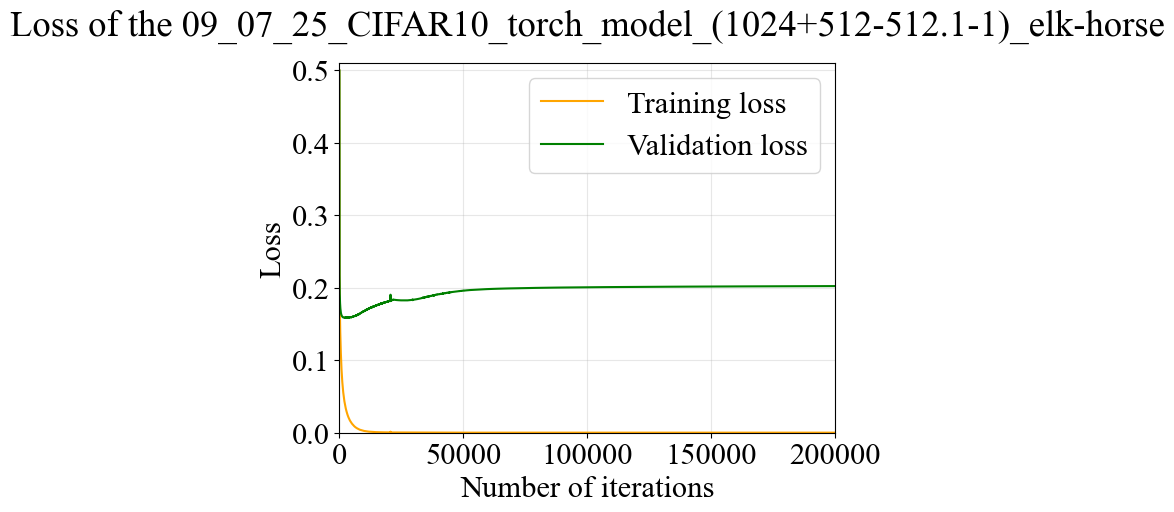 Loss of the 09_07_25_CIFAR10_torch_model_(1024+512-512.1-1)_elk-horse
0.5
0.4
0.3
0.2
0.1
0.0
Loss
Training loss
Validation loss
0 50000 100000 150000 200000
Number of iterations